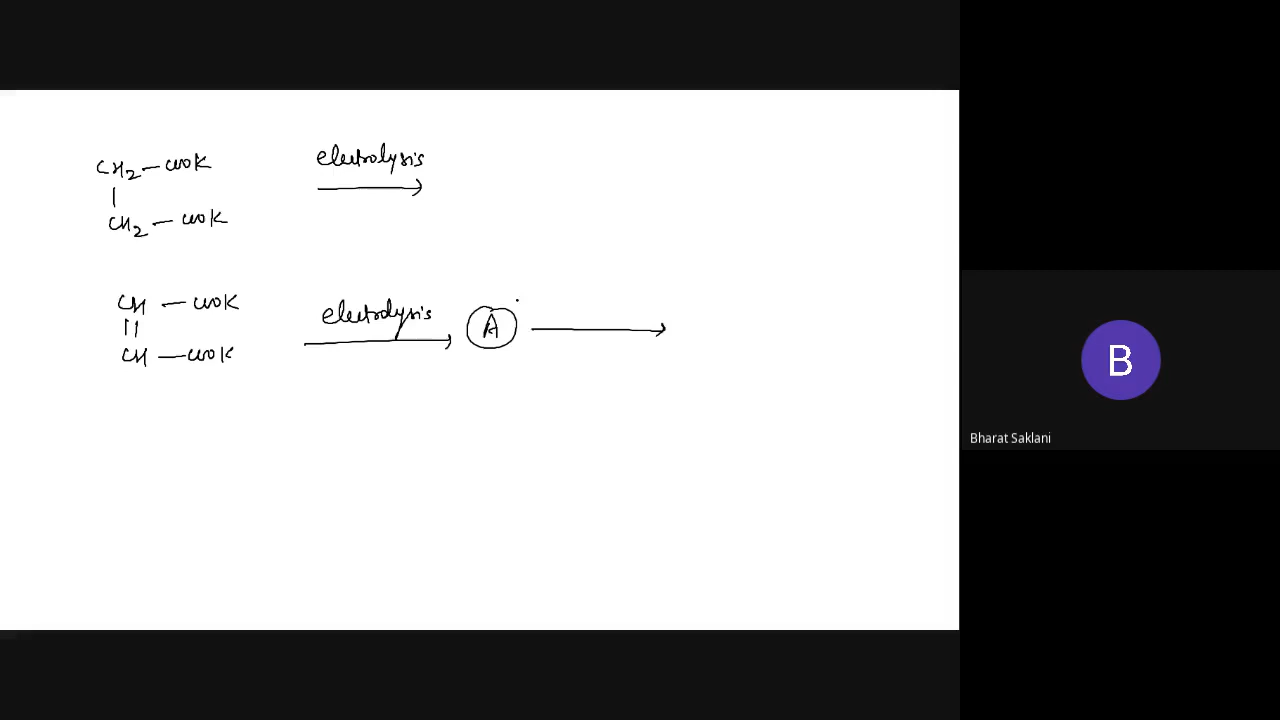 CH2 — COOK
|
CH2 — COOK
electrolysis
→
CH — COOK
||
CH — COOK
electrolysis
→ A →
B
Bharat Saklani